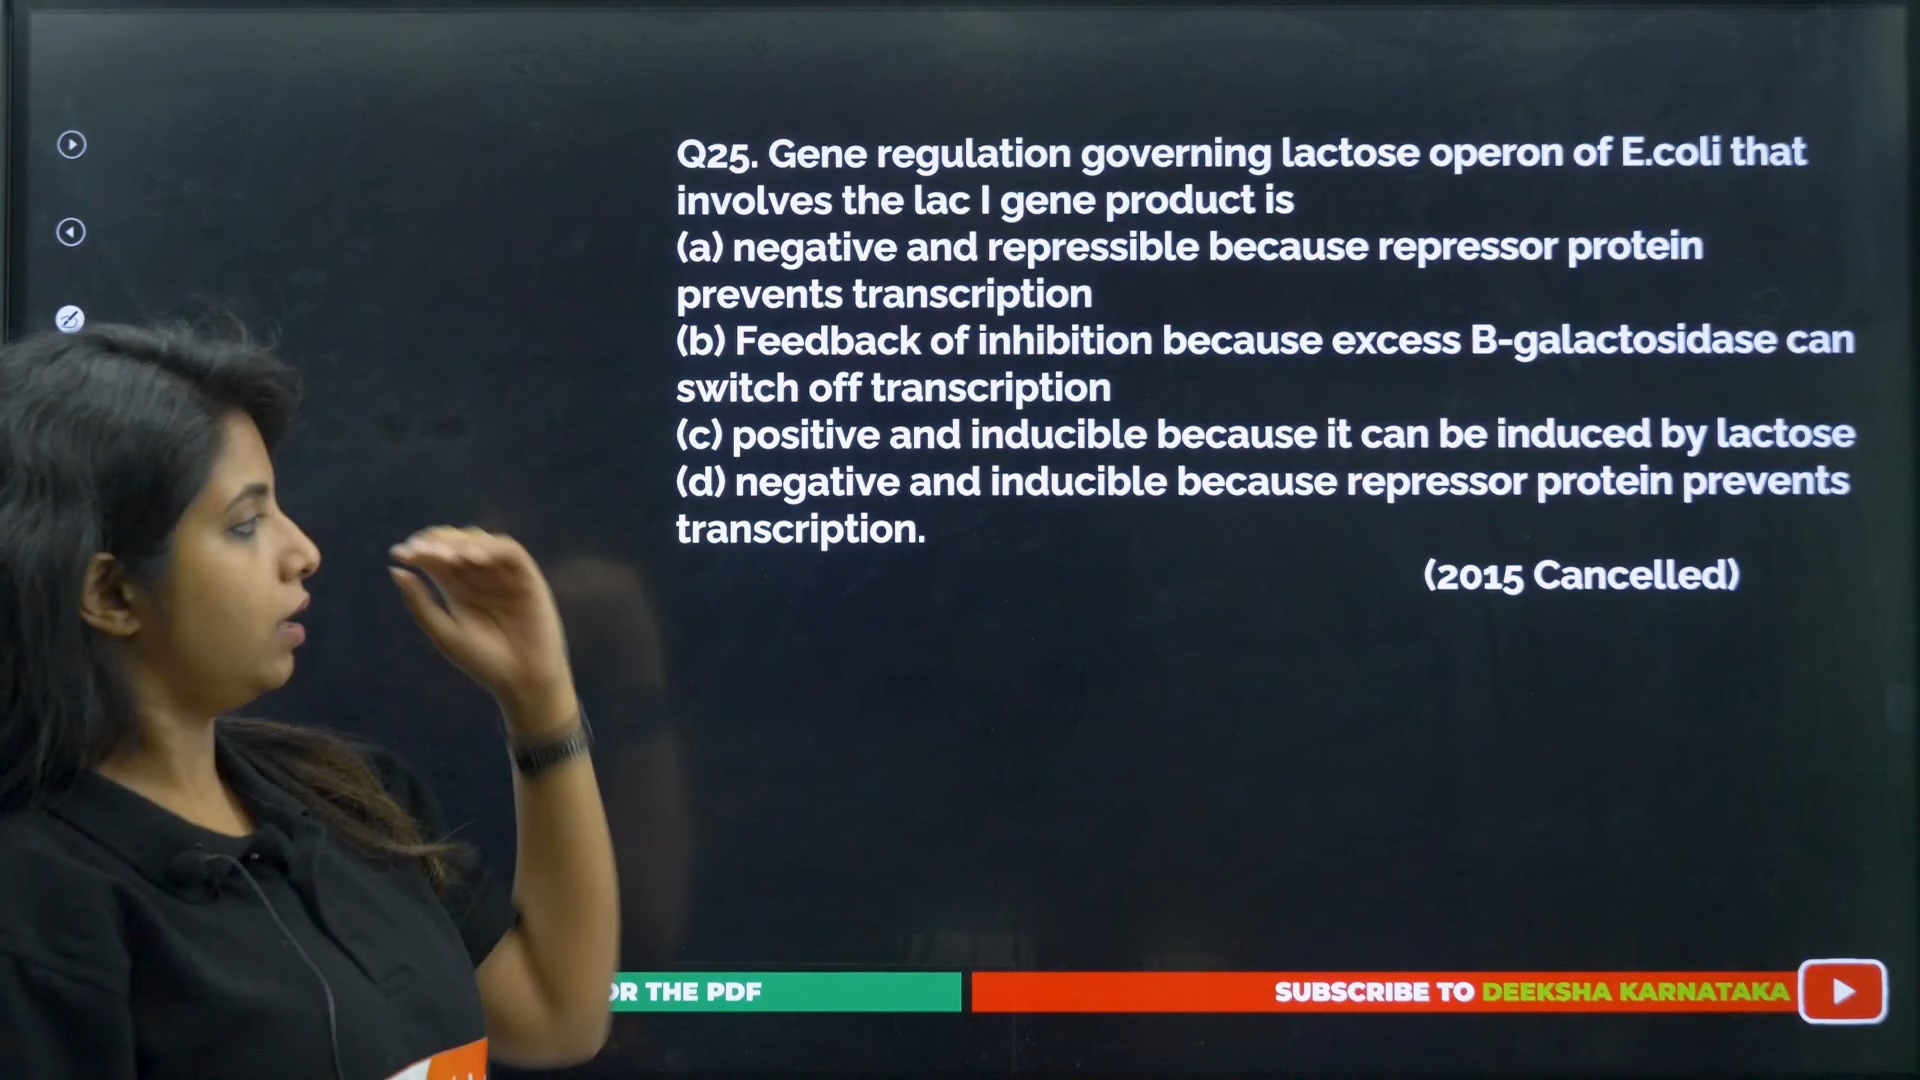 Q25. Gene regulation governing lactose operon of E.coli that
involves the lac I gene product is
(a) negative and repressible because repressor protein
prevents transcription
(b) Feedback of inhibition because excess B-galactosidase can
switch off transcription
(c) positive and inducible because it can be induced by lactose
(d) negative and inducible because repressor protein prevents
transcription.
(2015 Cancelled)
OR THE PDF
SUBSCRIBE TO DEEKSHA KARNATAKA